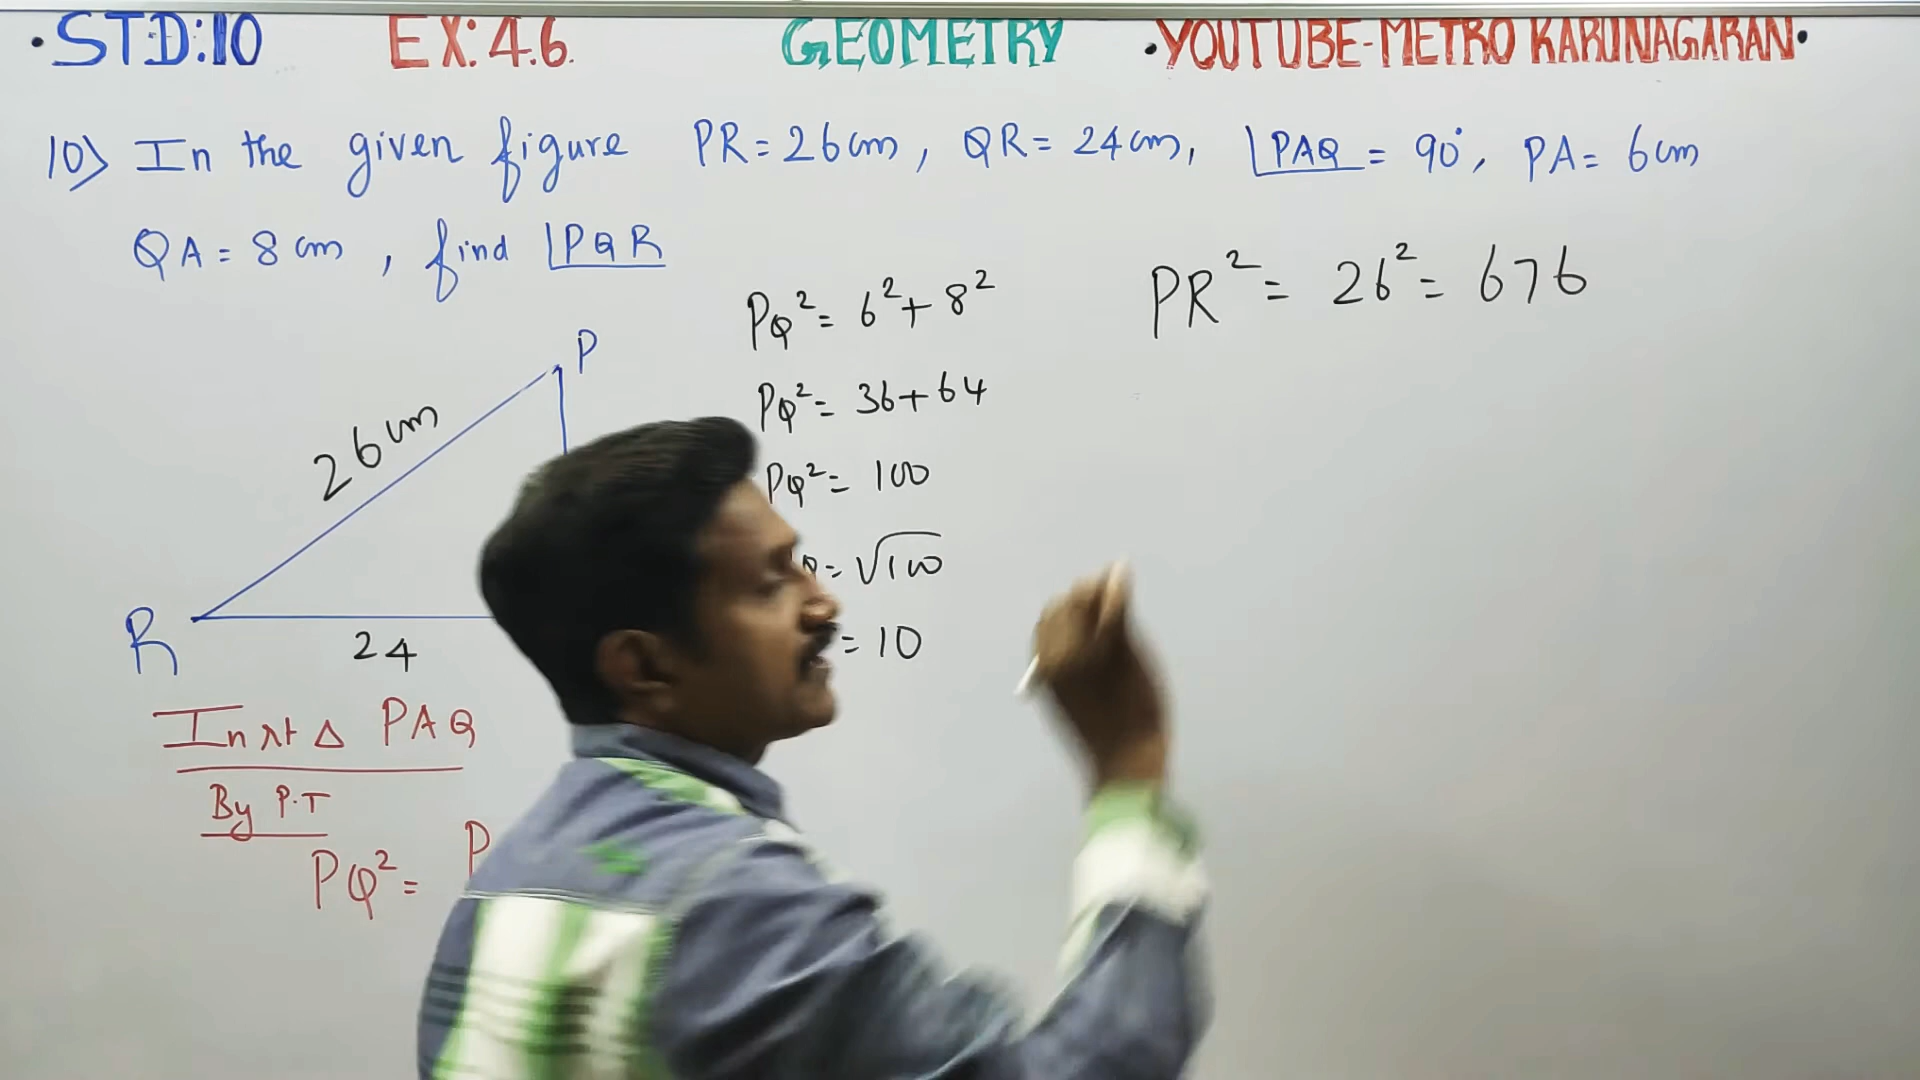 •STD:10 EX:4.6. GEOMETRY •YOUTUBE-METRO KARUNAGARAN•
10) In the given figure PR=26cm, QR=24cm, ∠PAQ = 90°, PA=6cm
QA=8cm, find ∠PQR
P
26cm
R
24
In rt Δ PAQ
By P.T
PQ²= P
PQ²= 6²+8²
PQ²= 36+64
PQ²= 100
= √100
= 10
PR²= 26²= 676